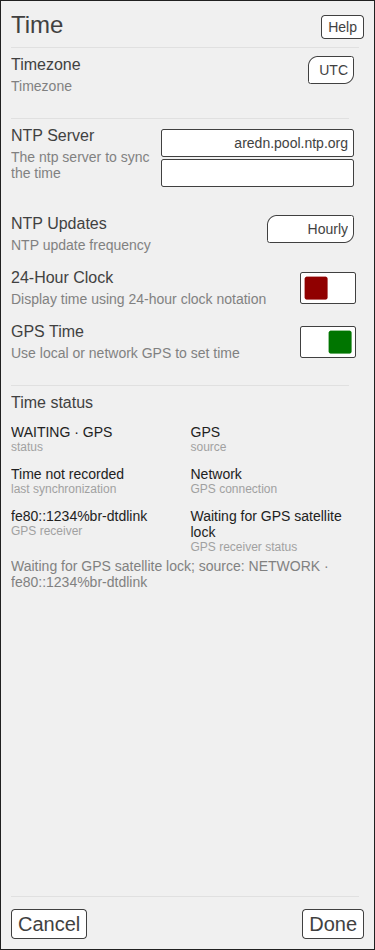 Time
Help
Timezone
UTC
Timezone
NTP Server
aredn.pool.ntp.org
The ntp server to sync
the time
NTP Updates
Hourly
NTP update frequency
24-Hour Clock
Display time using 24-hour clock notation
GPS Time
Use local or network GPS to set time
Time status
WAITING · GPS
status
GPS
source
Time not recorded
last synchronization
Network
GPS connection
fe80::1234%br-dtdlink
GPS receiver
Waiting for GPS satellite
lock
GPS receiver status
Waiting for GPS satellite lock; source: NETWORK ·
fe80::1234%br-dtdlink
Cancel
Done